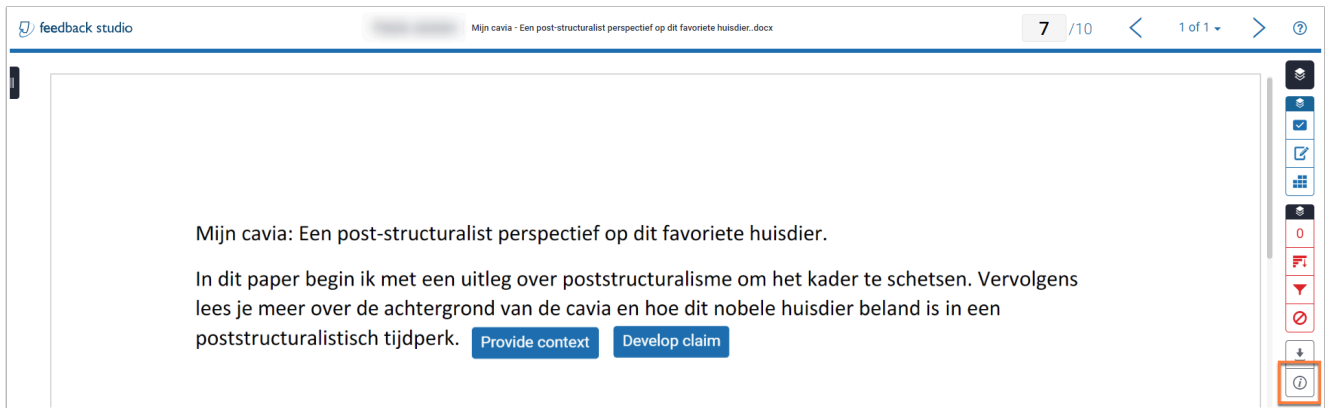 feedback studio
Mijn cavia - Een post-structuralist perspectief op dit favoriete huisdier..docx
7 /10
1 of 1
Mijn cavia: Een post-structuralist perspectief op dit favoriete huisdier.
In dit paper begin ik met een uitleg over poststructuralisme om het kader te schetsen. Vervolgens
lees je meer over de achtergrond van de cavia en hoe dit nobele huisdier beland is in een
poststructuralistisch tijdperk. Provide context Develop claim
0